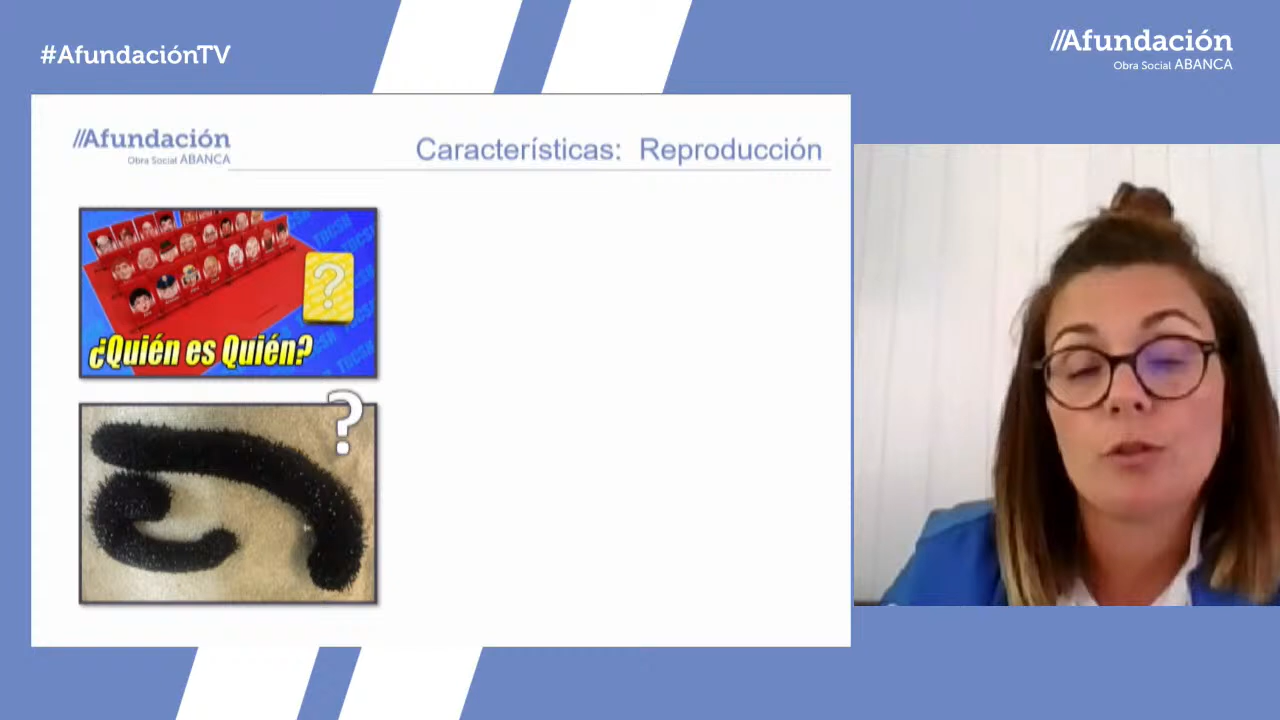 #AfundaciónTV
//Afundación
Obra Social ABANCA
//Afundación
Obra Social ABANCA
Características: Reproducción
?
¿Quién es Quién?
?